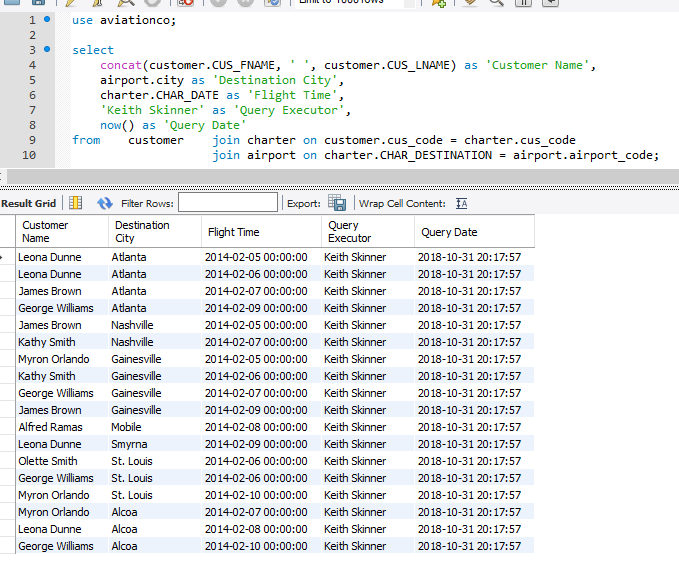 Limit to 1000 rows
1 use aviationco;
2
3 select
4 concat(customer.CUS_FNAME, ' ', customer.CUS_LNAME) as 'Customer Name',
5 airport.city as 'Destination City',
6 charter.CHAR_DATE as 'Flight Time',
7 'Keith Skinner' as 'Query Executor',
8 now() as 'Query Date'
9 from customer join charter on customer.cus_code = charter.cus_code
10 join airport on charter.CHAR_DESTINATION = airport.airport_code;
Result Grid Filter Rows: Export: Wrap Cell Content: IA
Customer Name Destination City Flight Time Query Executor Query Date
Leona Dunne Atlanta 2014-02-05 00:00:00 Keith Skinner 2018-10-31 20:17:57
Leona Dunne Atlanta 2014-02-06 00:00:00 Keith Skinner 2018-10-31 20:17:57
James Brown Atlanta 2014-02-07 00:00:00 Keith Skinner 2018-10-31 20:17:57
George Williams Atlanta 2014-02-09 00:00:00 Keith Skinner 2018-10-31 20:17:57
James Brown Nashville 2014-02-05 00:00:00 Keith Skinner 2018-10-31 20:17:57
Kathy Smith Nashville 2014-02-07 00:00:00 Keith Skinner 2018-10-31 20:17:57
Myron Orlando Gainesville 2014-02-05 00:00:00 Keith Skinner 2018-10-31 20:17:57
Kathy Smith Gainesville 2014-02-06 00:00:00 Keith Skinner 2018-10-31 20:17:57
George Williams Gainesville 2014-02-07 00:00:00 Keith Skinner 2018-10-31 20:17:57
James Brown Gainesville 2014-02-09 00:00:00 Keith Skinner 2018-10-31 20:17:57
Alfred Ramas Mobile 2014-02-08 00:00:00 Keith Skinner 2018-10-31 20:17:57
Leona Dunne Smyrna 2014-02-09 00:00:00 Keith Skinner 2018-10-31 20:17:57
Olette Smith St. Louis 2014-02-06 00:00:00 Keith Skinner 2018-10-31 20:17:57
George Williams St. Louis 2014-02-06 00:00:00 Keith Skinner 2018-10-31 20:17:57
Myron Orlando St. Louis 2014-02-10 00:00:00 Keith Skinner 2018-10-31 20:17:57
Myron Orlando Alcoa 2014-02-07 00:00:00 Keith Skinner 2018-10-31 20:17:57
Leona Dunne Alcoa 2014-02-08 00:00:00 Keith Skinner 2018-10-31 20:17:57
George Williams Alcoa 2014-02-10 00:00:00 Keith Skinner 2018-10-31 20:17:57